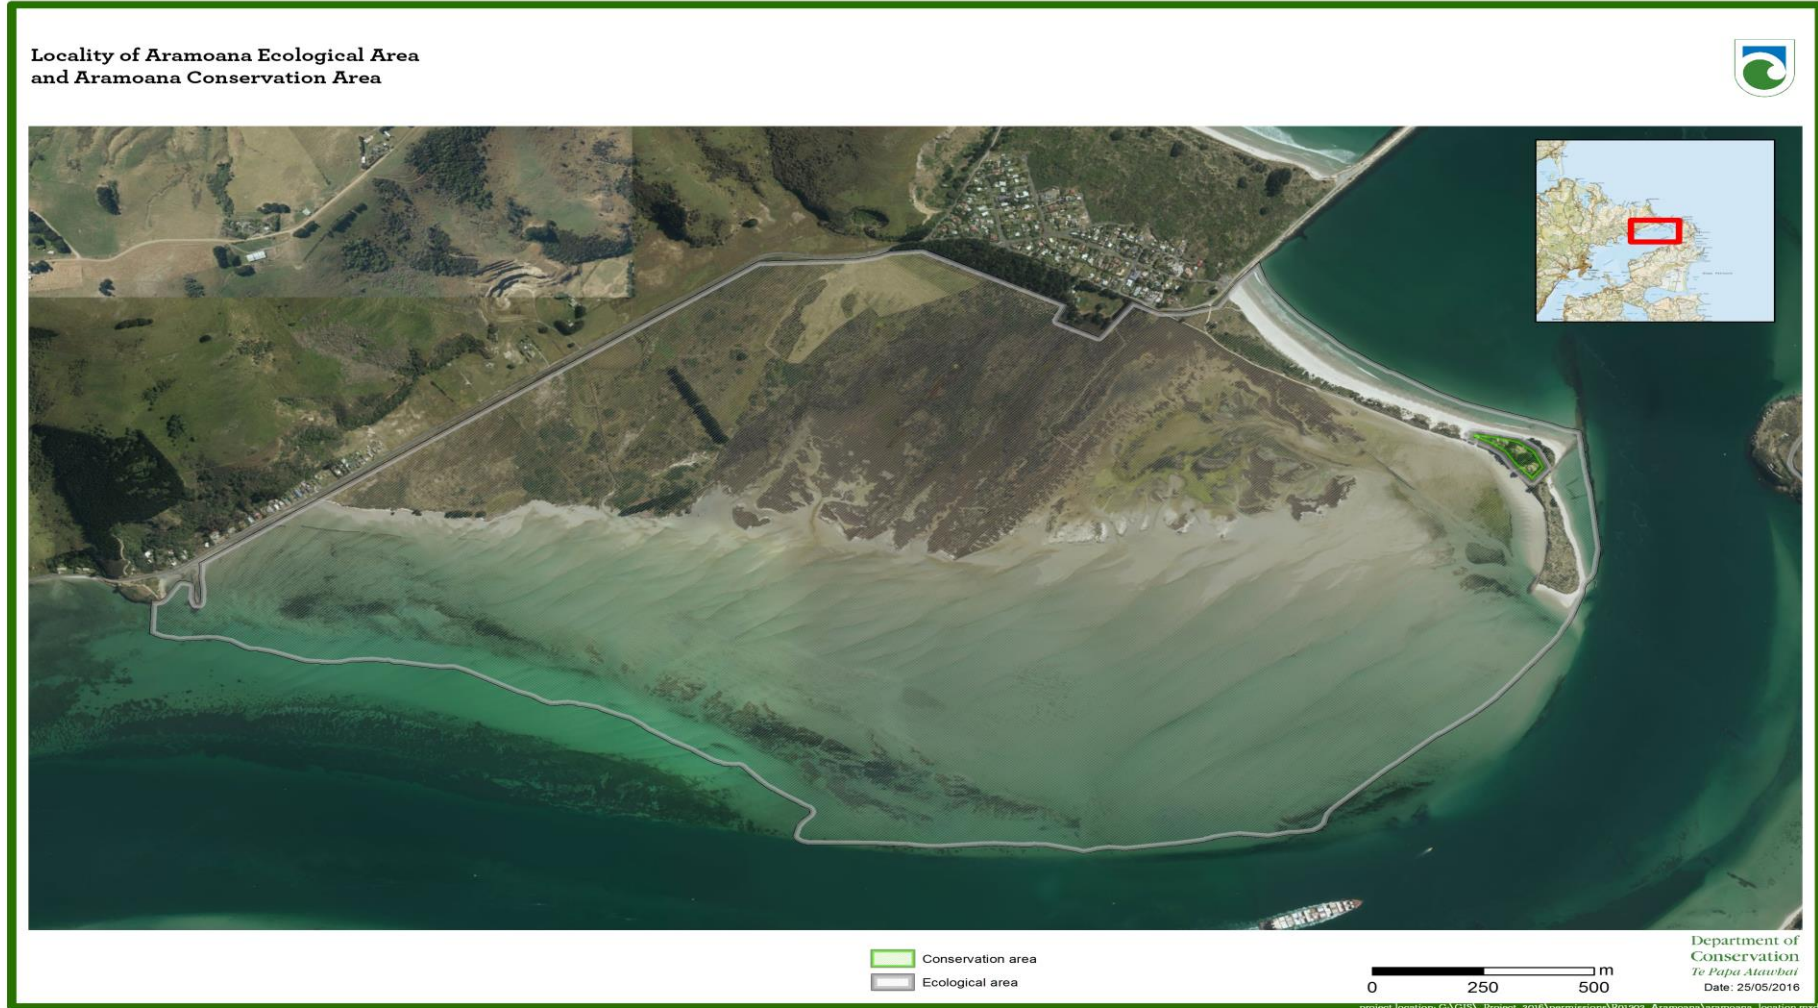 Locality of Aramoana Ecological Area
and Aramoana Conservation Area
Conservation area
Ecological area
m
0 250 500
Department of
Conservation
Te Papa Atawhai
Date: 25/05/2016